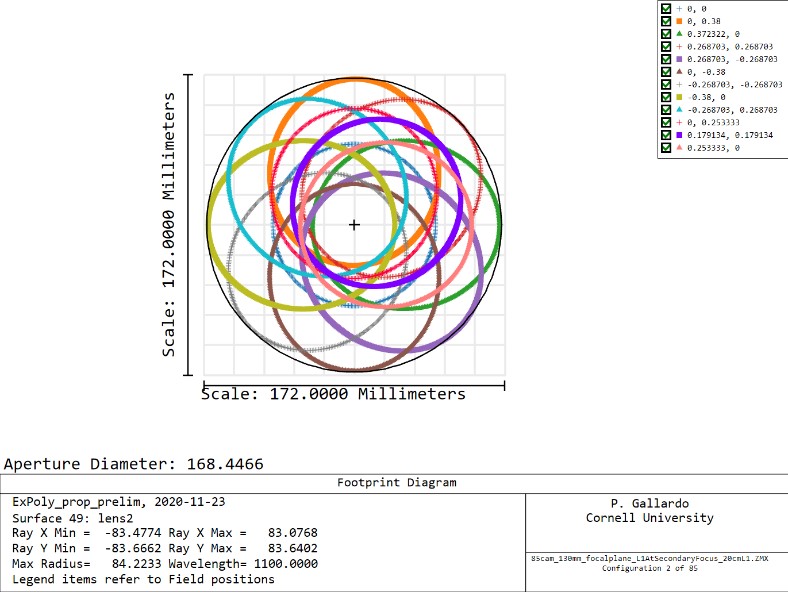 0, 0
0, 0.38
0.372322, 0
0.268703, 0.268703
0.268703, -0.268703
0, -0.38
-0.268703, -0.268703
-0.38, 0
-0.268703, 0.268703
0, 0.253333
0.179134, 0.179134
0.253333, 0
Scale: 172.0000 Millimeters
Scale: 172.0000 Millimeters
Aperture Diameter: 168.4466
Footprint Diagram
ExPoly_prop_prelim, 2020-11-23
Surface 49: lens2
Ray X Min = -83.4774 Ray X Max = 83.0768
Ray Y Min = -83.6662 Ray Y Max = 83.6402
Max Radius= 84.2233 Wavelength= 1100.0000
Legend items refer to Field positions
P. Gallardo
Cornell University
85cam_130mm_focalplane_L1AtSecondaryFocus_20cmL1.ZMX
Configuration 2 of 85